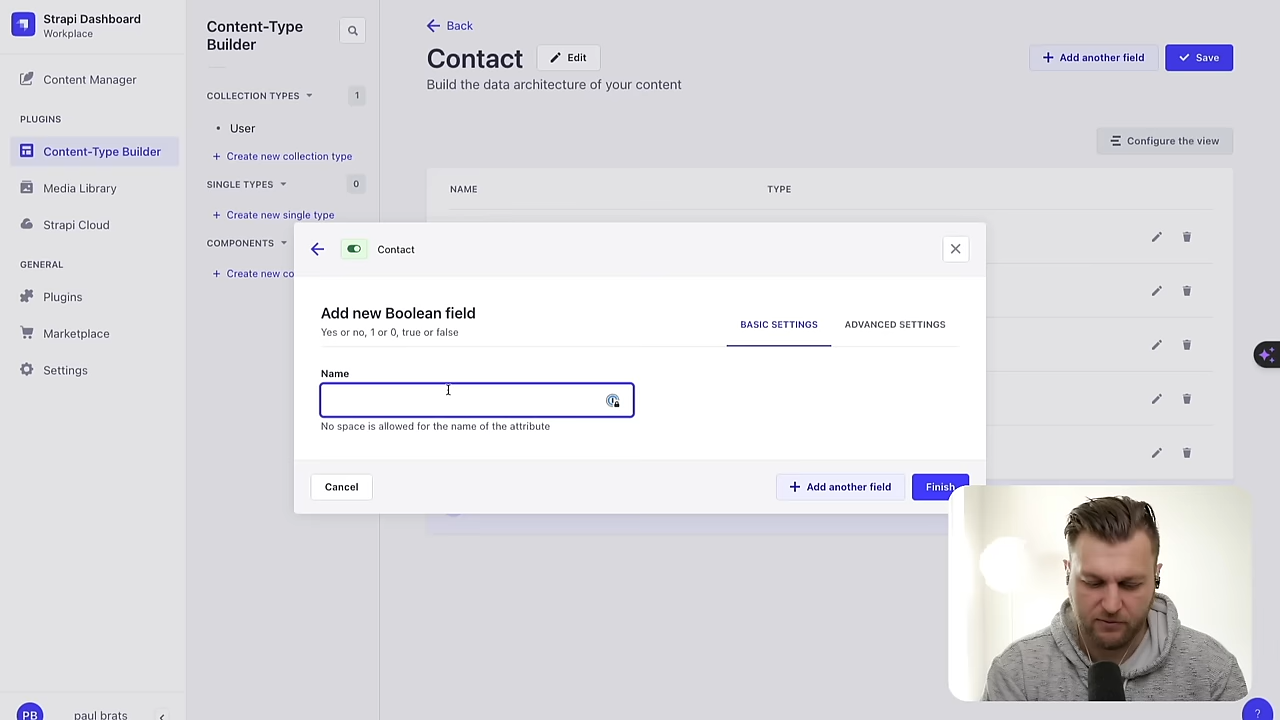 Strapi Dashboard
Workplace
Content Manager
PLUGINS
Content-Type Builder
Media Library
Strapi Cloud
GENERAL
Plugins
Marketplace
Settings
PB
paul brats
Content-Type
Builder
COLLECTION TYPES
1
User
+ Create new collection type
SINGLE TYPES
0
+ Create new single type
COMPONENTS
+ Create new co
Back
Contact
Edit
Build the data architecture of your content
+ Add another field
Save
Configure the view
NAME
TYPE
Contact
Add new Boolean field
Yes or no, 1 or 0, true or false
BASIC SETTINGS
ADVANCED SETTINGS
Name
No space is allowed for the name of the attribute
Cancel
+ Add another field
Finish
?